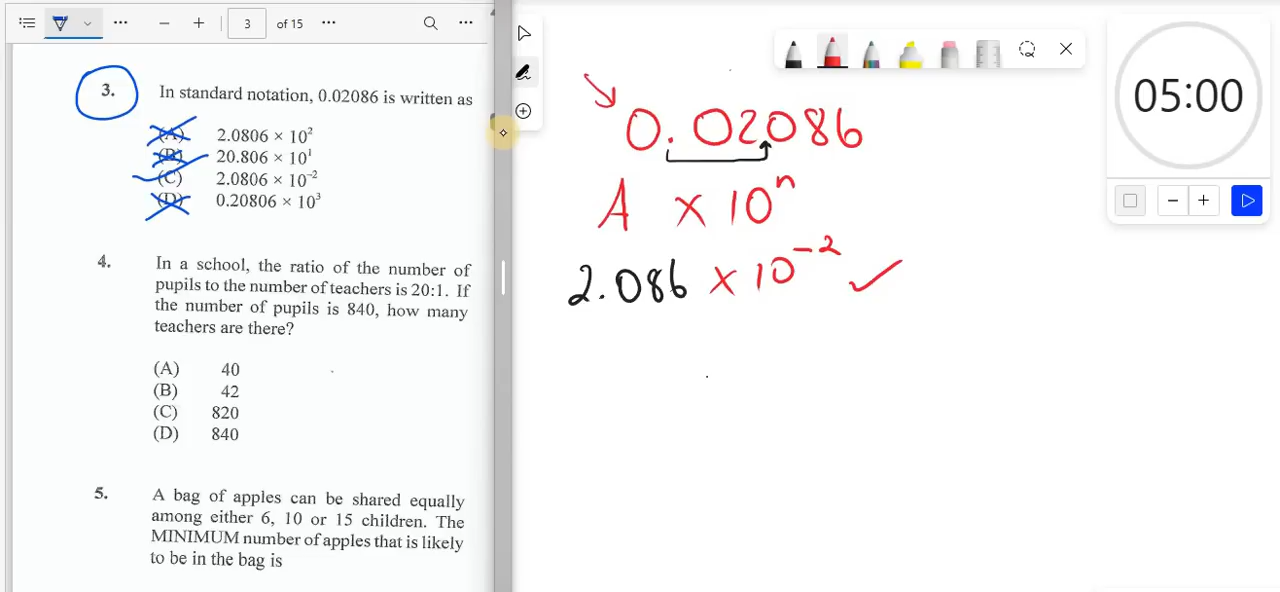 3 of 15
3. In standard notation, 0.02086 is written as
(A) 2.0806 × 10²
(B) 20.806 × 10¹
(C) 2.0806 × 10⁻²
(D) 0.20806 × 10³
4. In a school, the ratio of the number of
pupils to the number of teachers is 20:1. If
the number of pupils is 840, how many
teachers are there?
(A) 40
(B) 42
(C) 820
(D) 840
5. A bag of apples can be shared equally
among either 6, 10 or 15 children. The
MINIMUM number of apples that is likely
to be in the bag is
0.02086
A × 10ⁿ
2.086 × 10⁻²
05:00